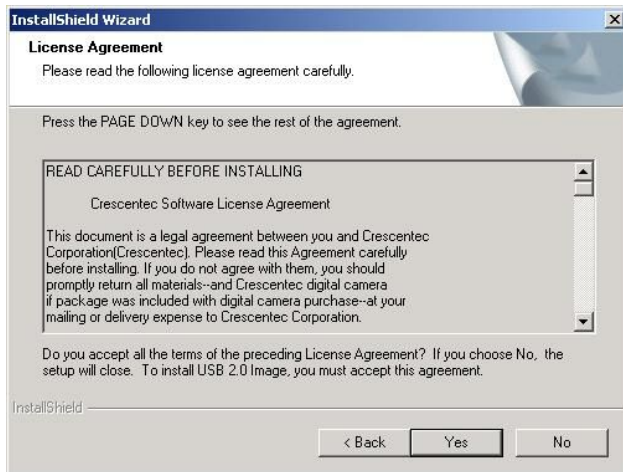 InstallShield Wizard
License Agreement
Please read the following license agreement carefully.
Press the PAGE DOWN key to see the rest of the agreement.
READ CAREFULLY BEFORE INSTALLING
Crescentec Software License Agreement
This document is a legal agreement between you and Crescentec
Corporation(Crescentec). Please read this Agreement carefully
before installing. If you do not agree with them, you should
promptly return all materials--and Crescentec digital camera
if package was included with digital camera purchase--at your
mailing or delivery expense to Crescentec Corporation.
Do you accept all the terms of the preceding License Agreement? If you choose No, the
setup will close. To install USB 2.0 Image, you must accept this agreement.
InstallShield
< Back Yes No